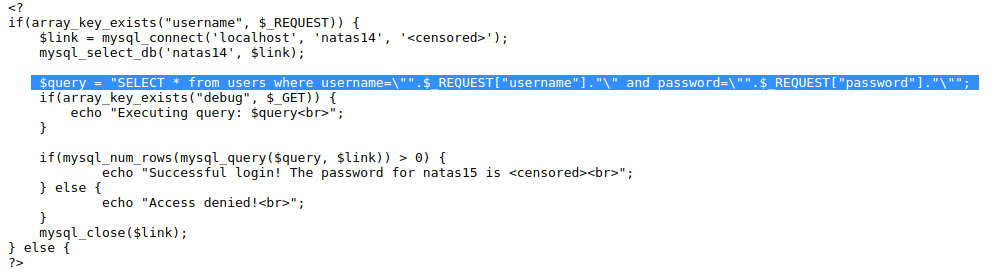 <?
if(array_key_exists("username", $_REQUEST)) {
    $link = mysql_connect('localhost', 'natas14', '<censored>');
    mysql_select_db('natas14', $link);
    $query = "SELECT * from users where username=\"".$_REQUEST["username"]."\" and password=\"".$_REQUEST["password"]."\"";
    if(array_key_exists("debug", $_GET)) {
        echo "Executing query: $query<br>";
    }
    if(mysql_num_rows(mysql_query($query, $link)) > 0) {
            echo "Successful login! The password for natas15 is <censored><br>";
    } else {
            echo "Access denied!<br>";
    }
    mysql_close($link);
} else {
?>